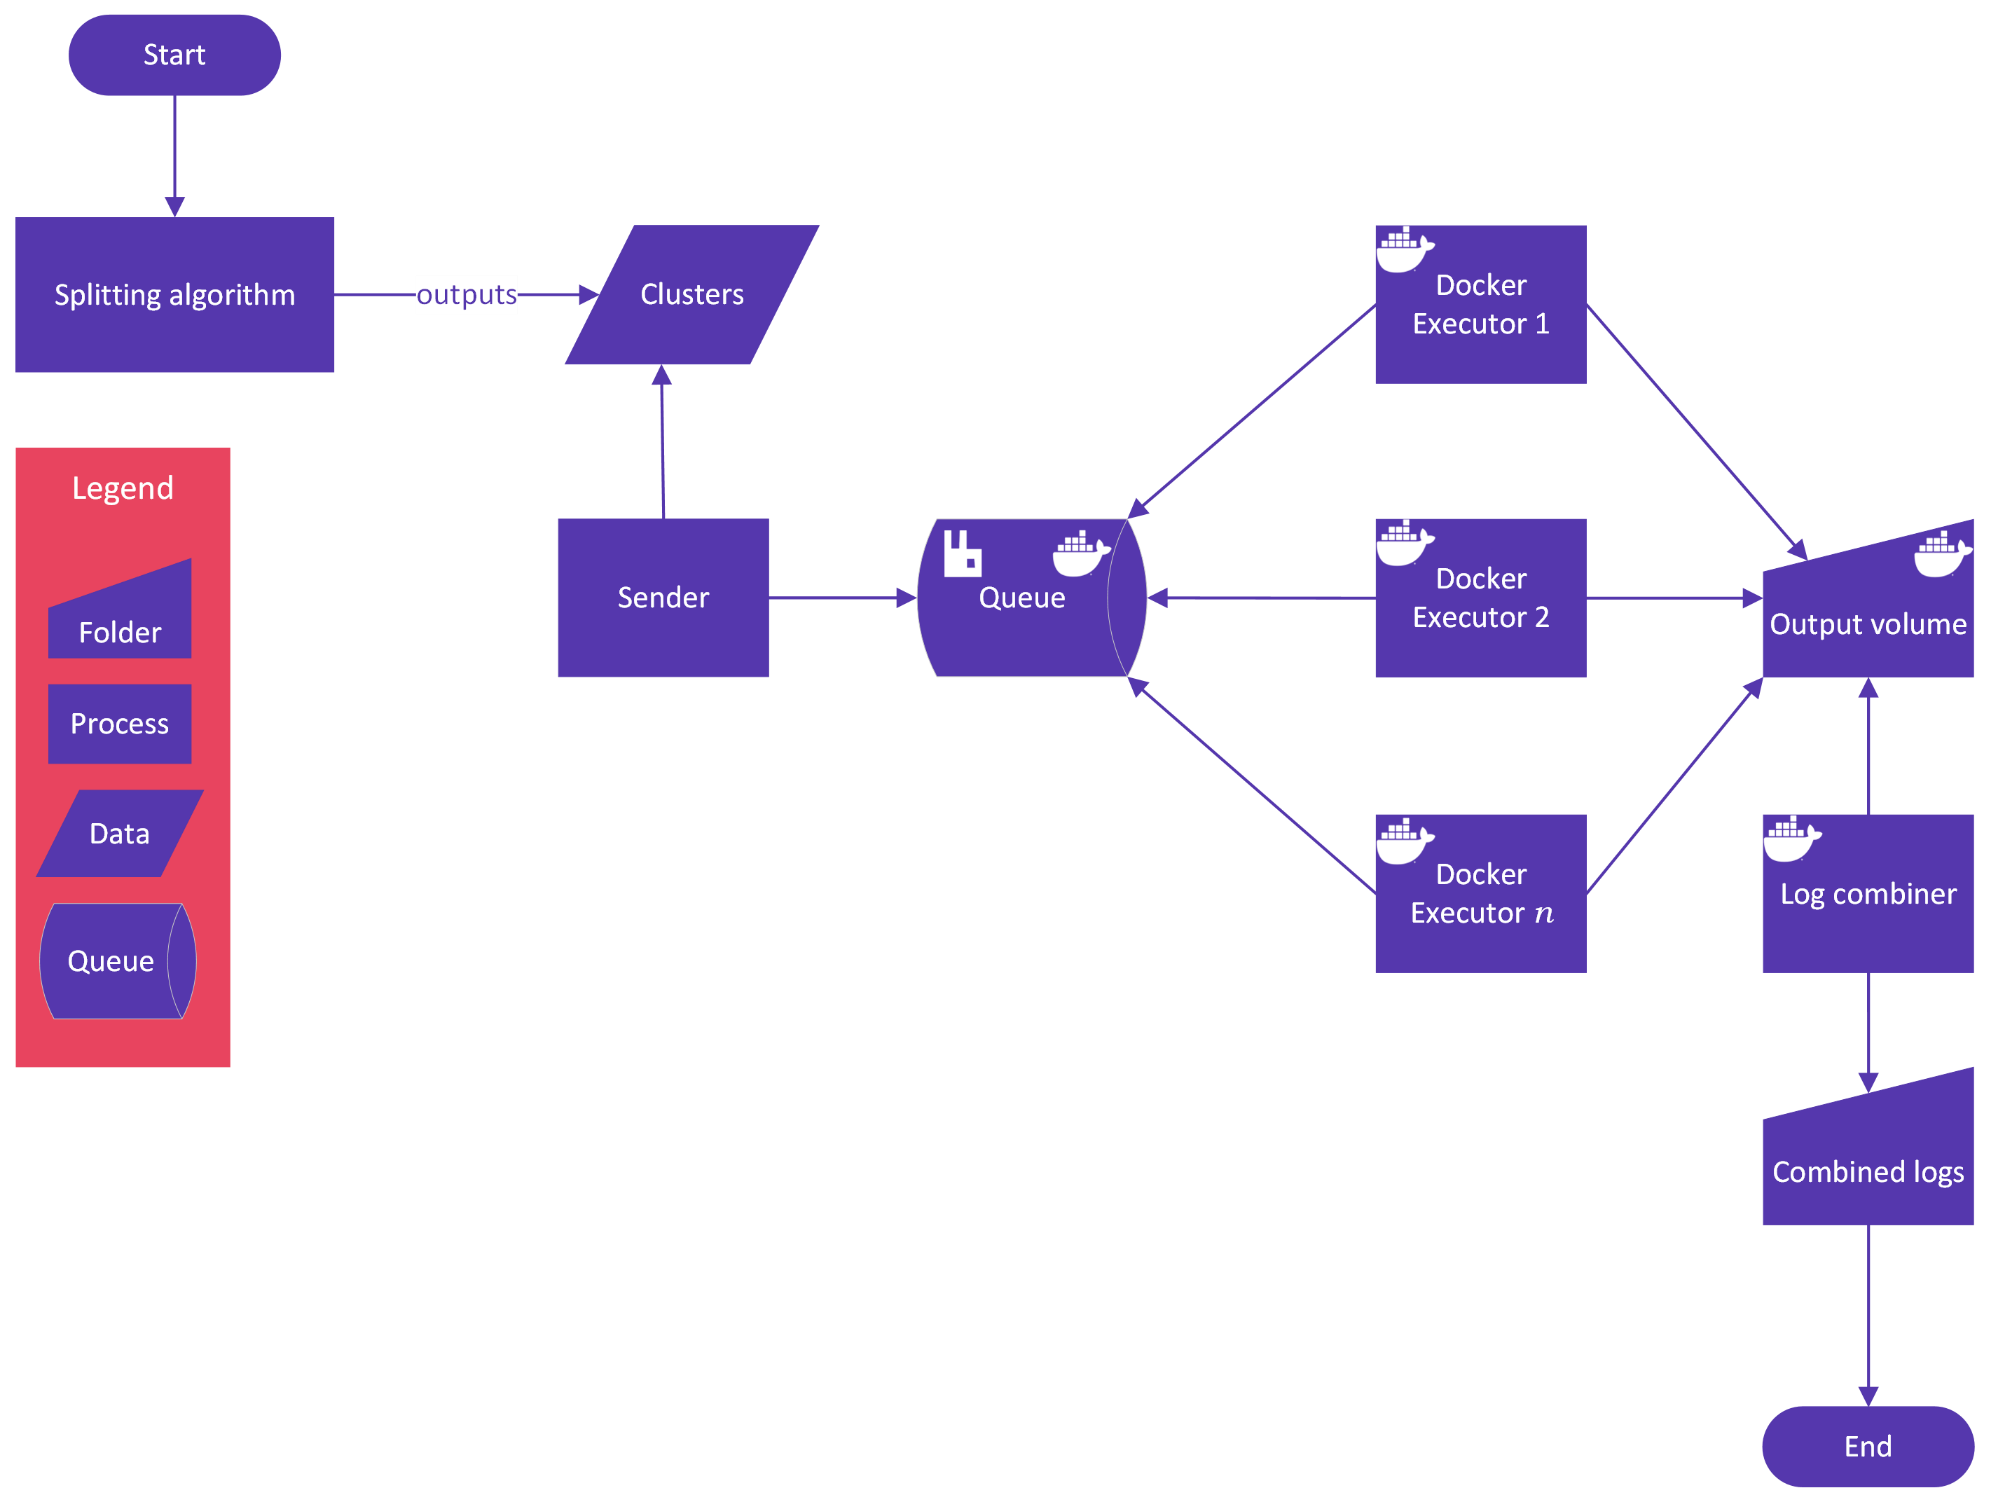 Start
Splitting algorithm
outputs
Clusters
Docker
Executor 1
Legend
Folder
Process
Data
Queue
Sender
Queue
Docker
Executor 2
Output volume
Docker
Executor n
Log combiner
Combined logs
End